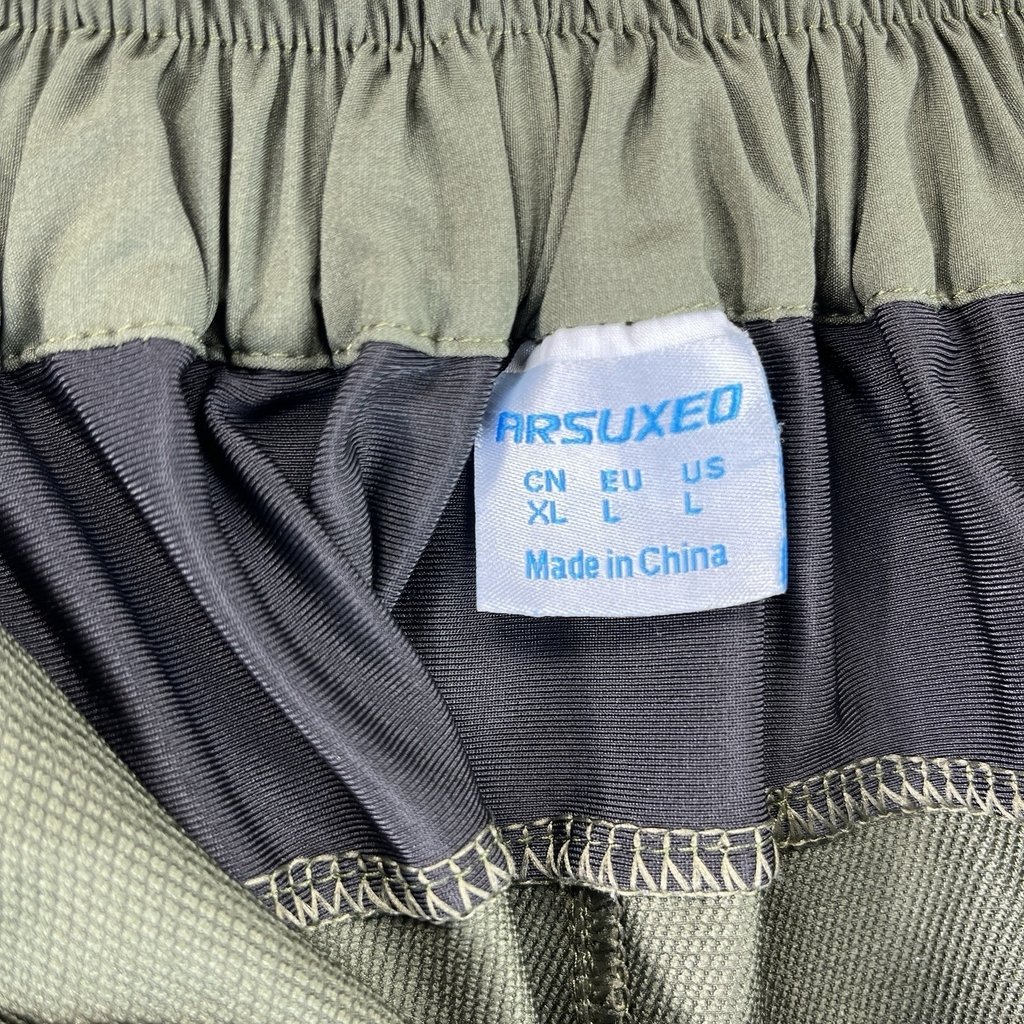 ARSUXEO
CN EU US
XL L L
Made in China